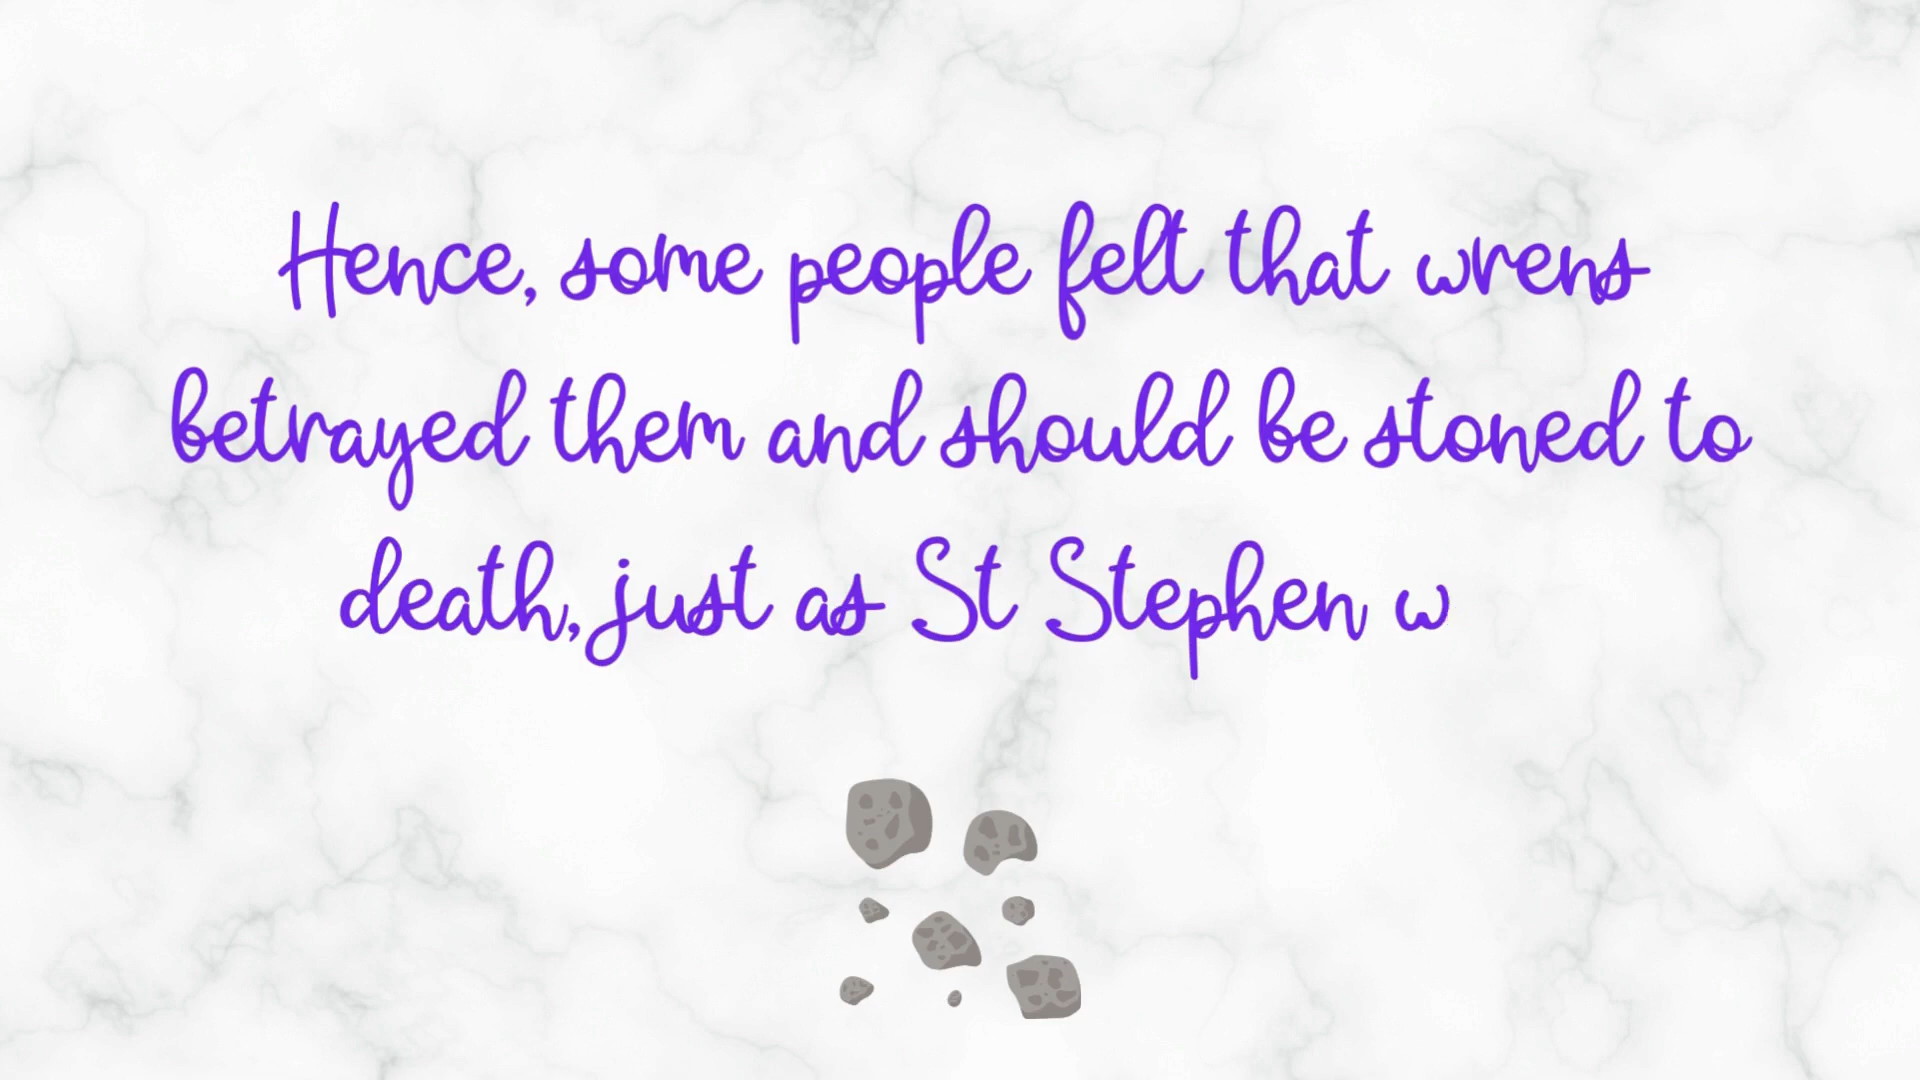 Hence, some people felt that wrens
betrayed them and should be stoned to
death, just as St Stephen w